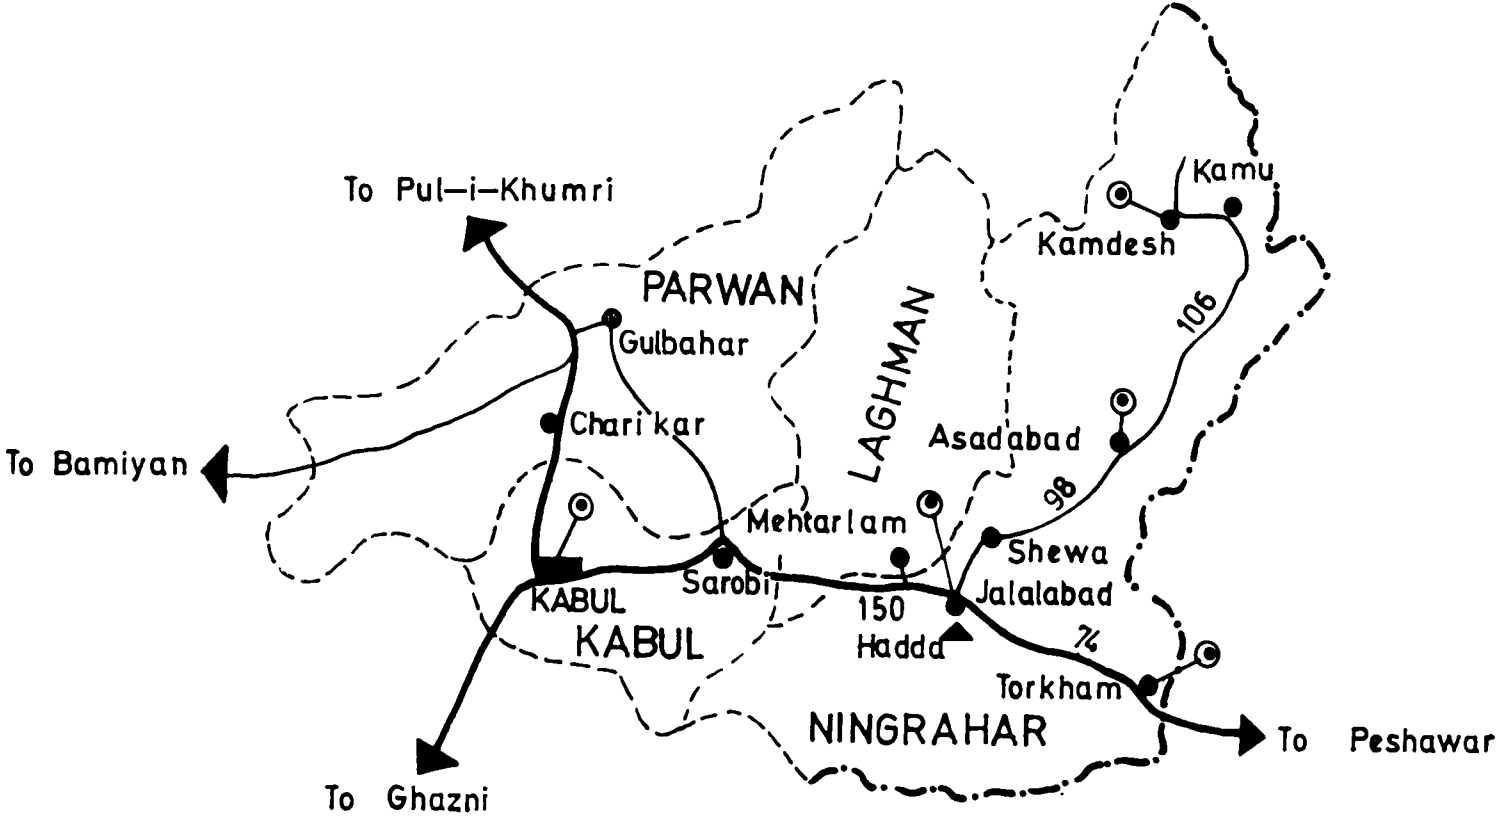 Kamu
To Pul-i-Khumri
Kamdesh
PARWAN
106
Gulbahar
LAGHMAN
Charikar
Asadabad
To Bamiyan
98
Mehtarlam
Shewa
Sarobi
KABUL
150
Jalalabad
KABUL
Hadda
76
Torkham
NINGRAHAR
To Peshawar
To Ghazni